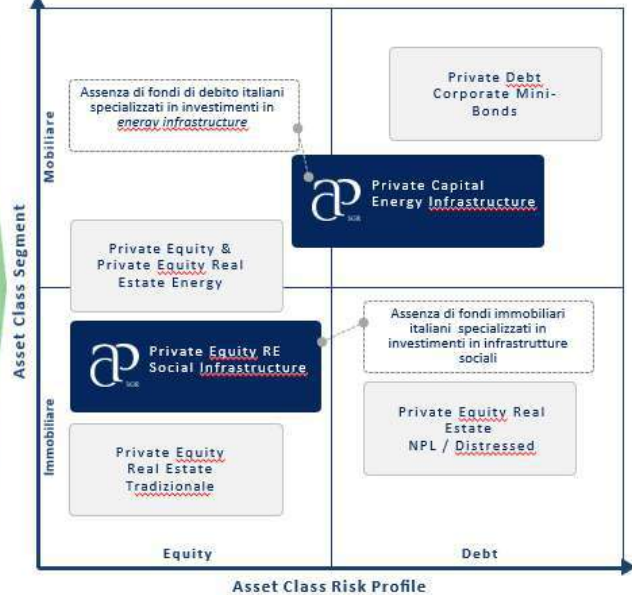 Asset Class Segment
Mobiliare
Immobiliare
Assenza di fondi di debito italiani
specializzati in investimenti in
energy infrastructure
Private Debt
Corporate Mini-
Bonds
aP
SGR
Private Capital
Energy Infrastructure
Private Equity &
Private Equity Real
Estate Energy
Assenza di fondi immobiliari
italiani specializzati in
investimenti in infrastrutture
sociali
aP
SGR
Private Equity RE
Social Infrastructure
Private Equity Real
Estate
NPL / Distressed
Private Equity
Real Estate
Tradizionale
Equity
Debt
Asset Class Risk Profile